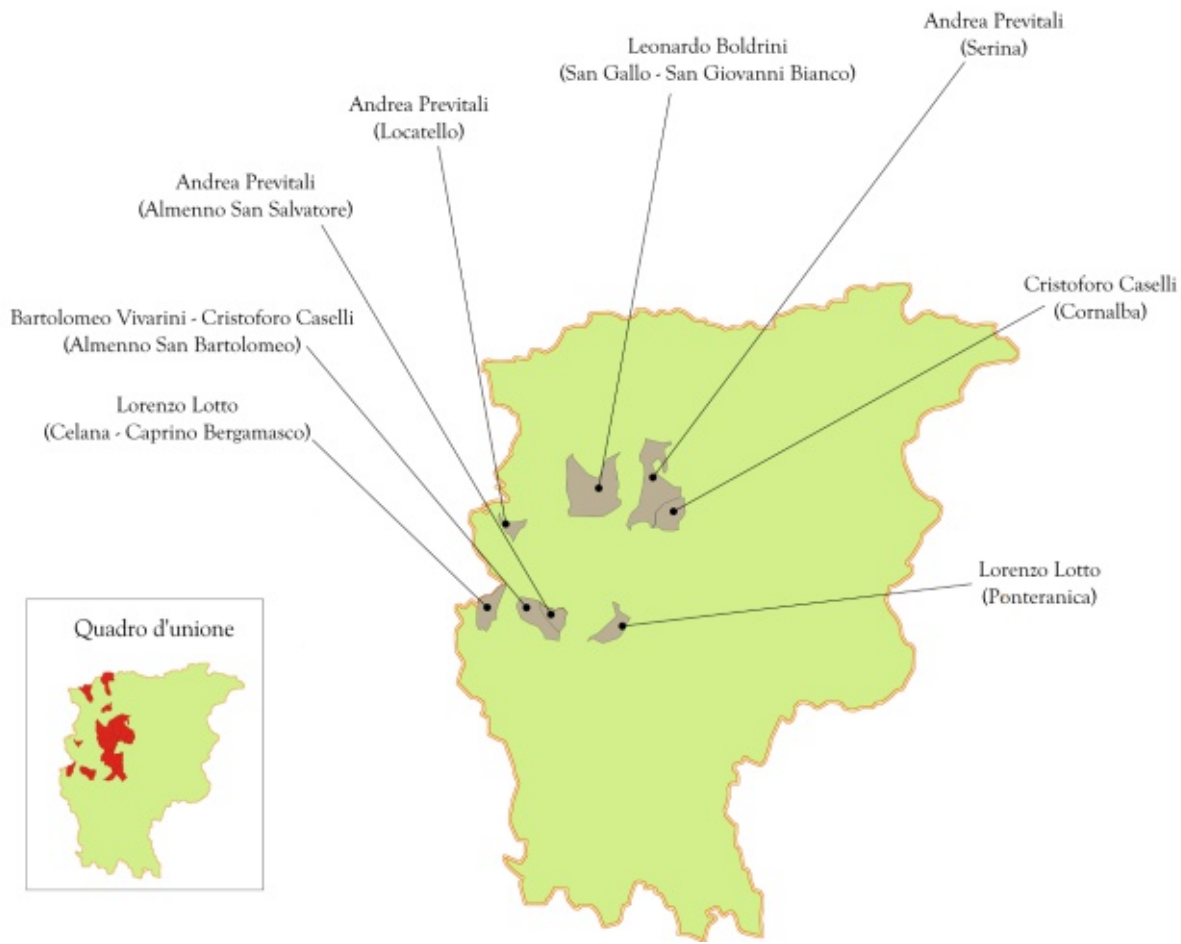 Andrea Previtali
(Serina)
Leonardo Boldrini
(San Gallo - San Giovanni Bianco)
Andrea Previtali
(Locatello)
Andrea Previtali
(Almenno San Salvatore)
Cristoforo Caselli
(Cornalba)
Bartolomeo Vivarini - Cristoforo Caselli
(Almenno San Bartolomeo)
Lorenzo Lotto
(Celana - Caprino Bergamasco)
Lorenzo Lotto
(Ponteranica)
Quadro d'unione